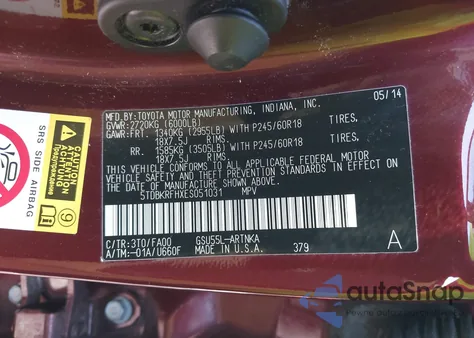 MFD.BY:TOYOTA MOTOR MANUFACTURING, INDIANA, INC.
05/14
GVWR:2720KG (6000LB)
GAWR:FRT. 1340KG (2955LB) WITH P245/60R18 TIRES.
18X7.5J RIMS
RR. 1585KG (3505LB) WITH P245/60R18 TIRES.
18X7.5J RIMS
THIS VEHICLE CONFORMS TO ALL APPLICABLE FEDERAL MOTOR
VEHICLE SAFETY AND THEFT PREVENTION STANDARDS IN EFFECT
ON THE DATE OF MANUFACTURE SHOWN ABOVE.
5TDBKRFHXES051031 MPV
C/TR:3T0/FA00 GSU55L-ARTNKA
A/TM:-01A/U660F MADE IN U.S.A. 379 A
SRS AIRBAG
ATTENTION
ACHTUNG
autoSnap